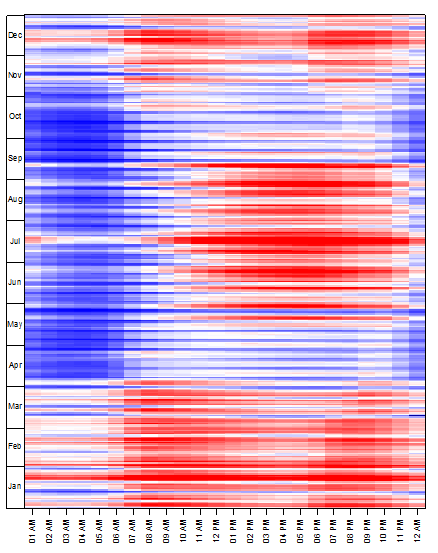 Dec
Nov
Oct
Sep
Aug
Jul
Jun
May
Apr
Mar
Feb
Jan
01 AM
02 AM
03 AM
04 AM
05 AM
06 AM
07 AM
08 AM
09 AM
10 AM
11 AM
12 PM
01 PM
02 PM
03 PM
04 PM
05 PM
06 PM
07 PM
08 PM
09 PM
10 PM
11 PM
12 AM